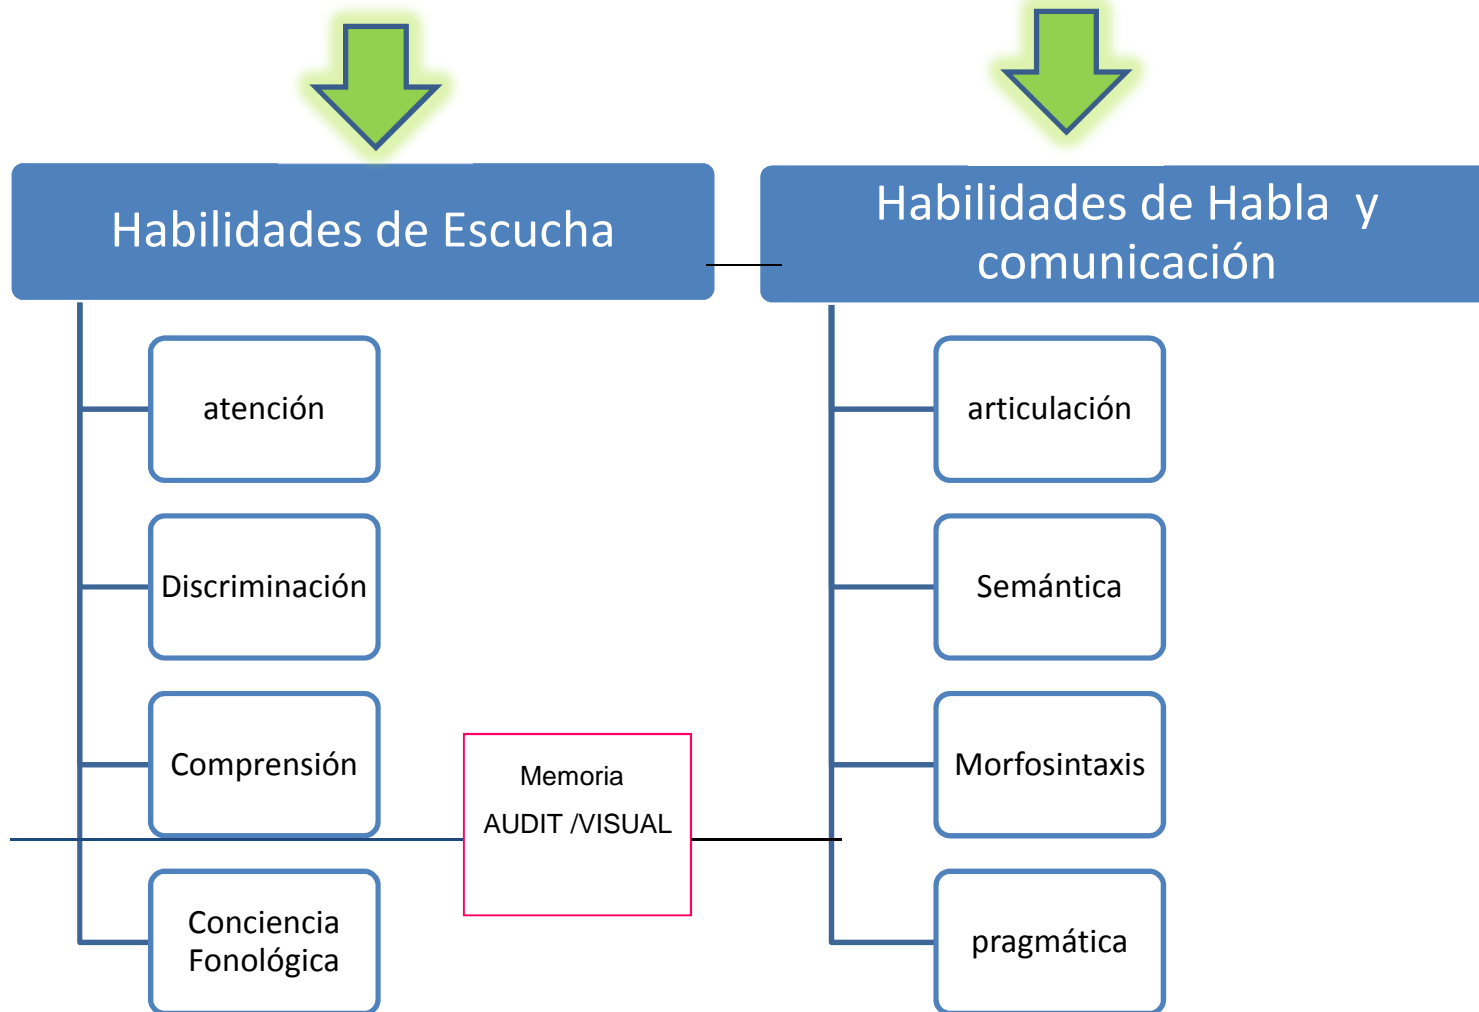 Habilidades de Escucha
atención
Discriminación
Comprensión
Conciencia
Fonológica
Memoria
AUDIT /VISUAL
Habilidades de Habla y
comunicación
articulación
Semántica
Morfosintaxis
pragmática